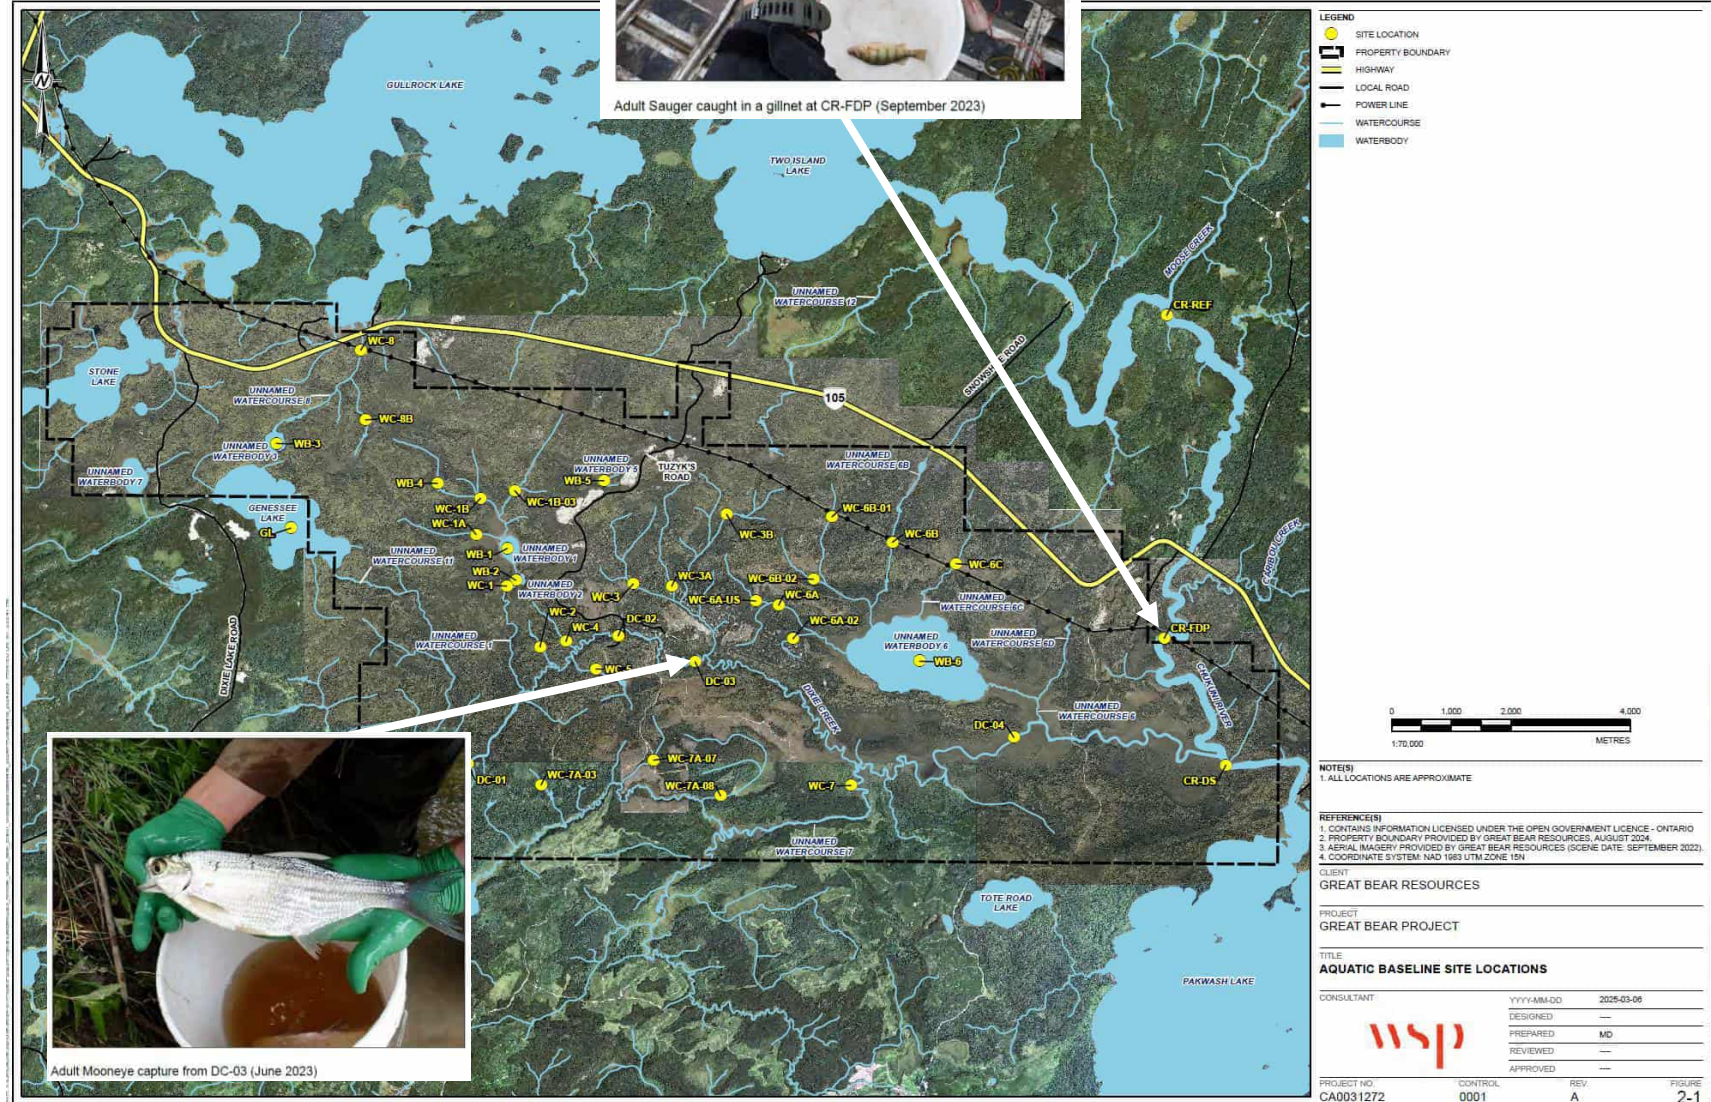 Adult Sauger caught in a gillnet at CR-FDP (September 2023)
N
GULLROCK LAKE
TWO ISLAND
LAKE
MOOSE CREEK
UNNAMED
WATERCOURSE 12
CR-REF
WC-8
STONE
LAKE
UNNAMED
WATERCOURSE 8
105
WC-8B
WB-3
UNNAMED
WATERBODY 3
UNNAMED
WATERBODY 7
UNNAMED
WATERBODY 5
TUZYK'S
ROAD
UNNAMED
WATERCOURSE 6B
WB-4
WB-5
WC-1B
WC-1B-03
WC-1A
GENESSEE
LAKE
GL
WC-3B
WC-6B-01
WC-6B
CARIBOU CREEK
UNNAMED
WATERCOURSE 11
WB-1
UNNAMED
WATERBODY 1
WC-6C
WB-2
WC-1
UNNAMED
WATERBODY 2
WC-3
WC-3A
WC-6B-02
WC-6A-US
WC-6A
UNNAMED
WATERCOURSE 6C
WC-2
WC-4
DC-02
WC-6A-02
UNNAMED
WATERBODY 6
UNNAMED
WATERCOURSE 6D
CR-FDP
UNNAMED
WATERCOURSE 1
DIXIE LAKE ROAD
WB-6
DC-03
DIXIE CREEK
CHUKUNI RIVER
UNNAMED
WATERCOURSE 6
DC-04
WC-7A-07
DC-01
WC-7A-03
WC-7A-08
WC-7
CR-DS
UNNAMED
WATERCOURSE 7
TOTE ROAD
LAKE
PAKWASH LAKE
Adult Mooneye capture from DC-03 (June 2023)
LEGEND
SITE LOCATION
PROPERTY BOUNDARY
HIGHWAY
LOCAL ROAD
POWER LINE
WATERCOURSE
WATERBODY
0 1,000 2,000 4,000
1:70,000 METRES
NOTE(S)
1. ALL LOCATIONS ARE APPROXIMATE
REFERENCE(S)
1. CONTAINS INFORMATION LICENSED UNDER THE OPEN GOVERNMENT LICENCE - ONTARIO
2. PROPERTY BOUNDARY PROVIDED BY GREAT BEAR RESOURCES, AUGUST 2024.
3. AERIAL IMAGERY PROVIDED BY GREAT BEAR RESOURCES (SCENE DATE: SEPTEMBER 2022).
4. COORDINATE SYSTEM: NAD 1983 UTM ZONE 15N
CLIENT
GREAT BEAR RESOURCES
PROJECT
GREAT BEAR PROJECT
TITLE
AQUATIC BASELINE SITE LOCATIONS
CONSULTANT
wsp
YYYY-MM-DD 2025-03-06
DESIGNED ---
PREPARED MD
REVIEWED ---
APPROVED ---
PROJECT NO. CONTROL REV. FIGURE
CA0031272 0001 A 2-1